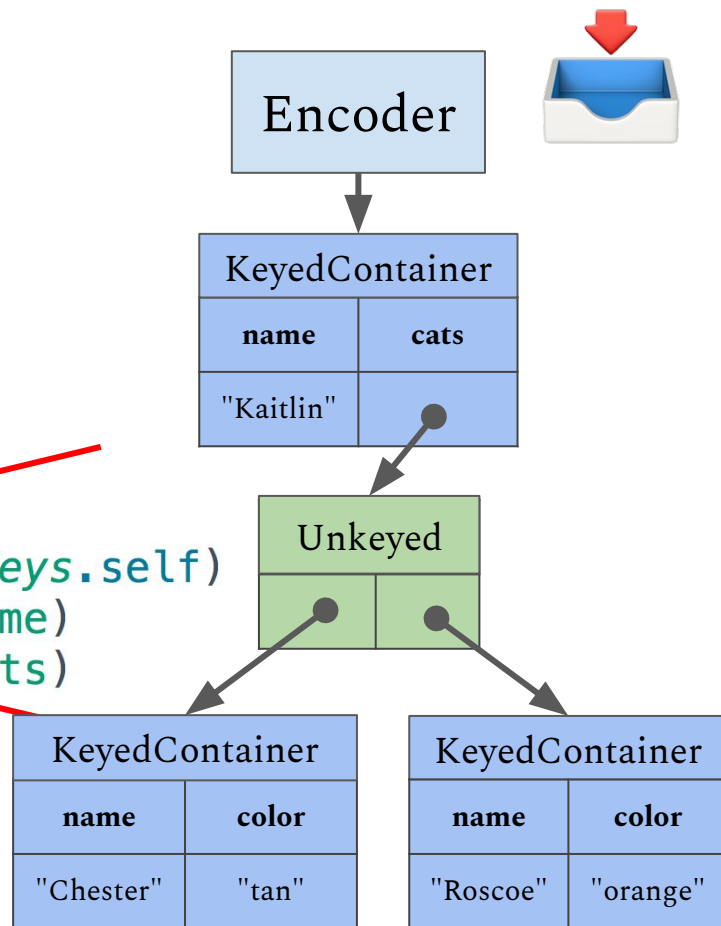 Encoder
KeyedContainer
name cats
"Kaitlin"
Unkeyed
eys.self)
me)
ts)
KeyedContainer KeyedContainer
name color name color
"Chester" "tan" "Roscoe" "orange"